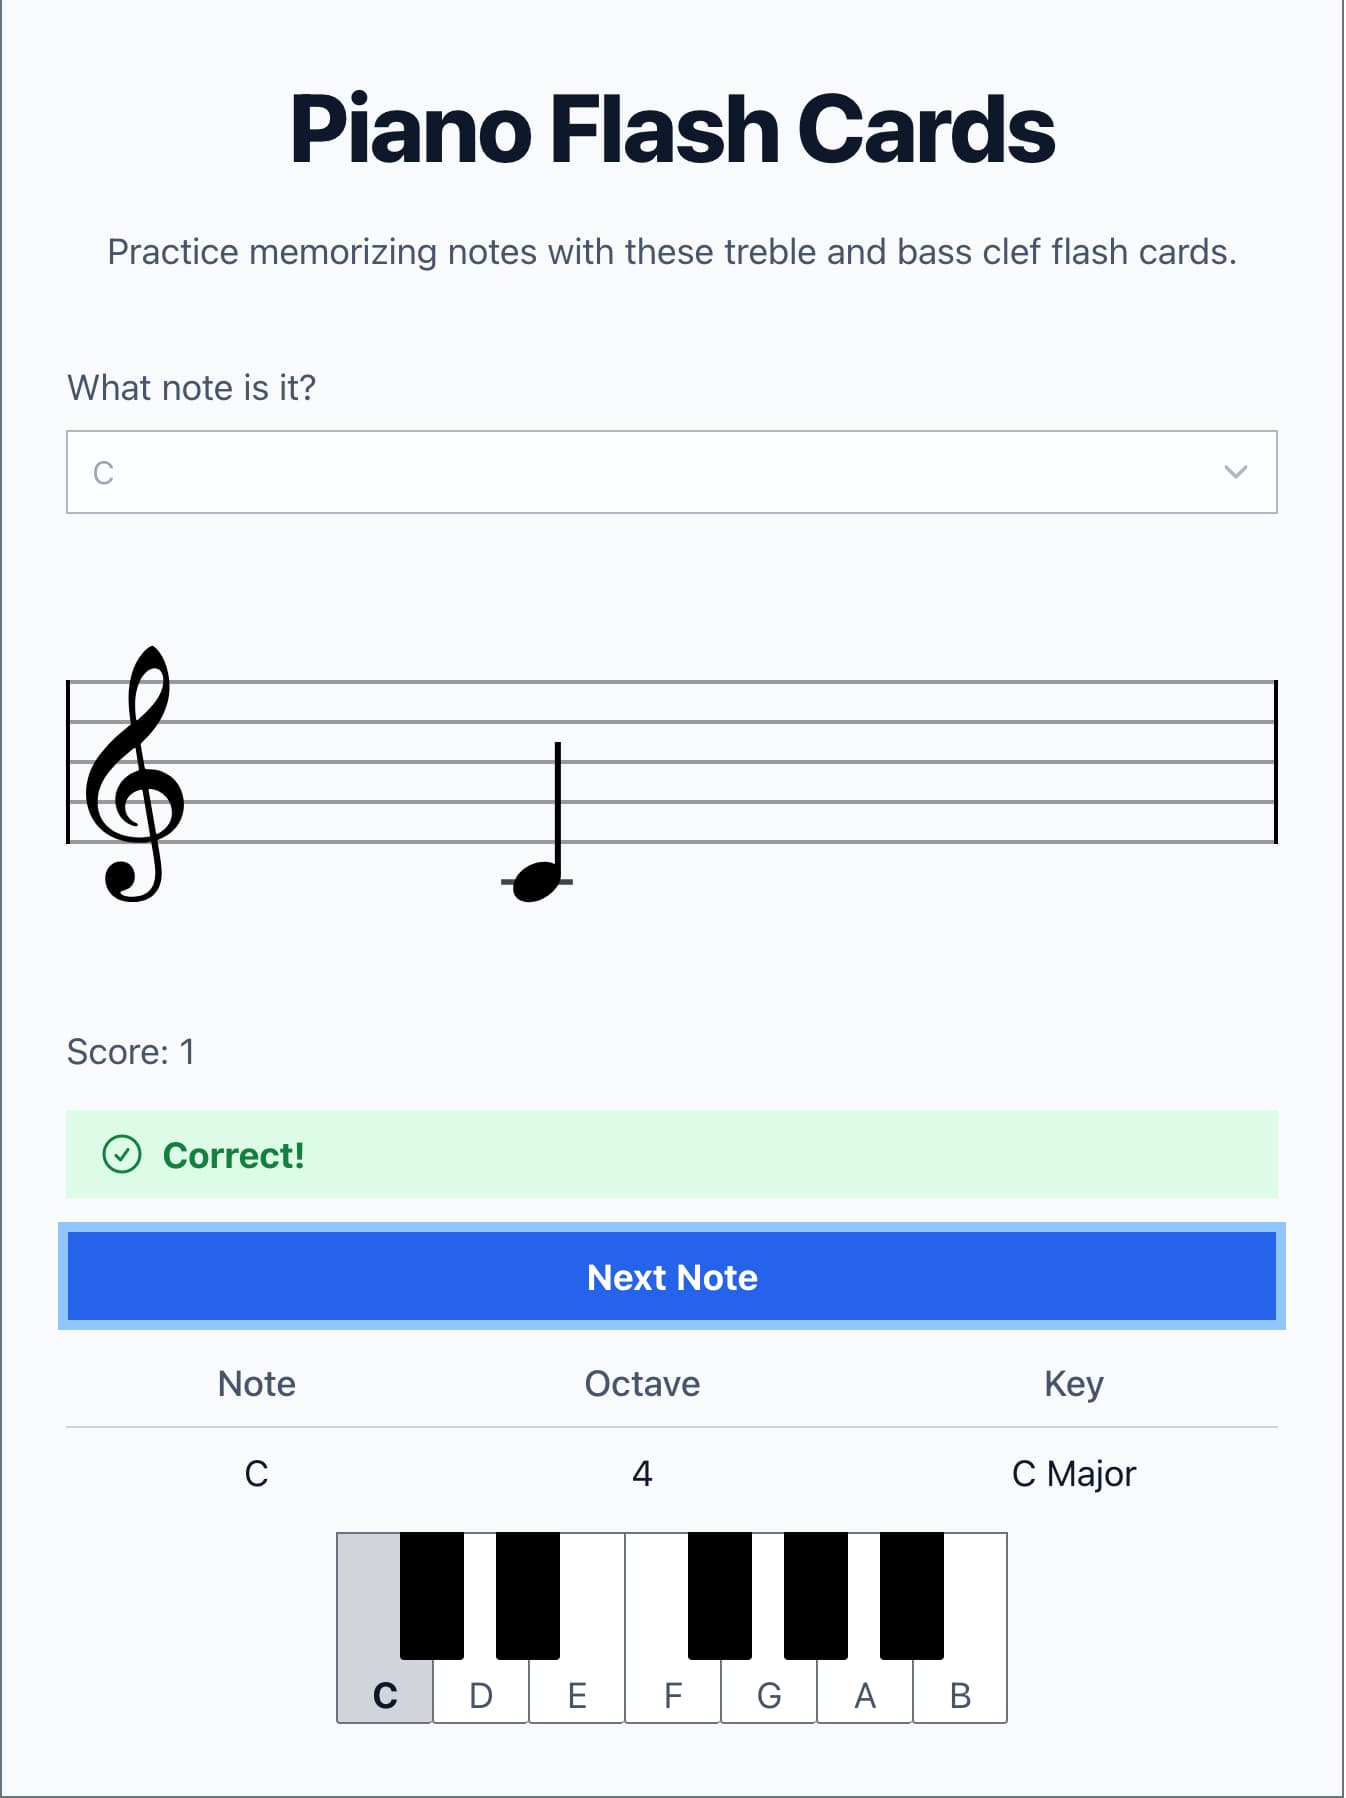 Piano Flash Cards
Practice memorizing notes with these treble and bass clef flash cards.
What note is it?
C
Score: 1
Correct!
Next Note
Note Octave Key
C 4 C Major
C D E F G A B